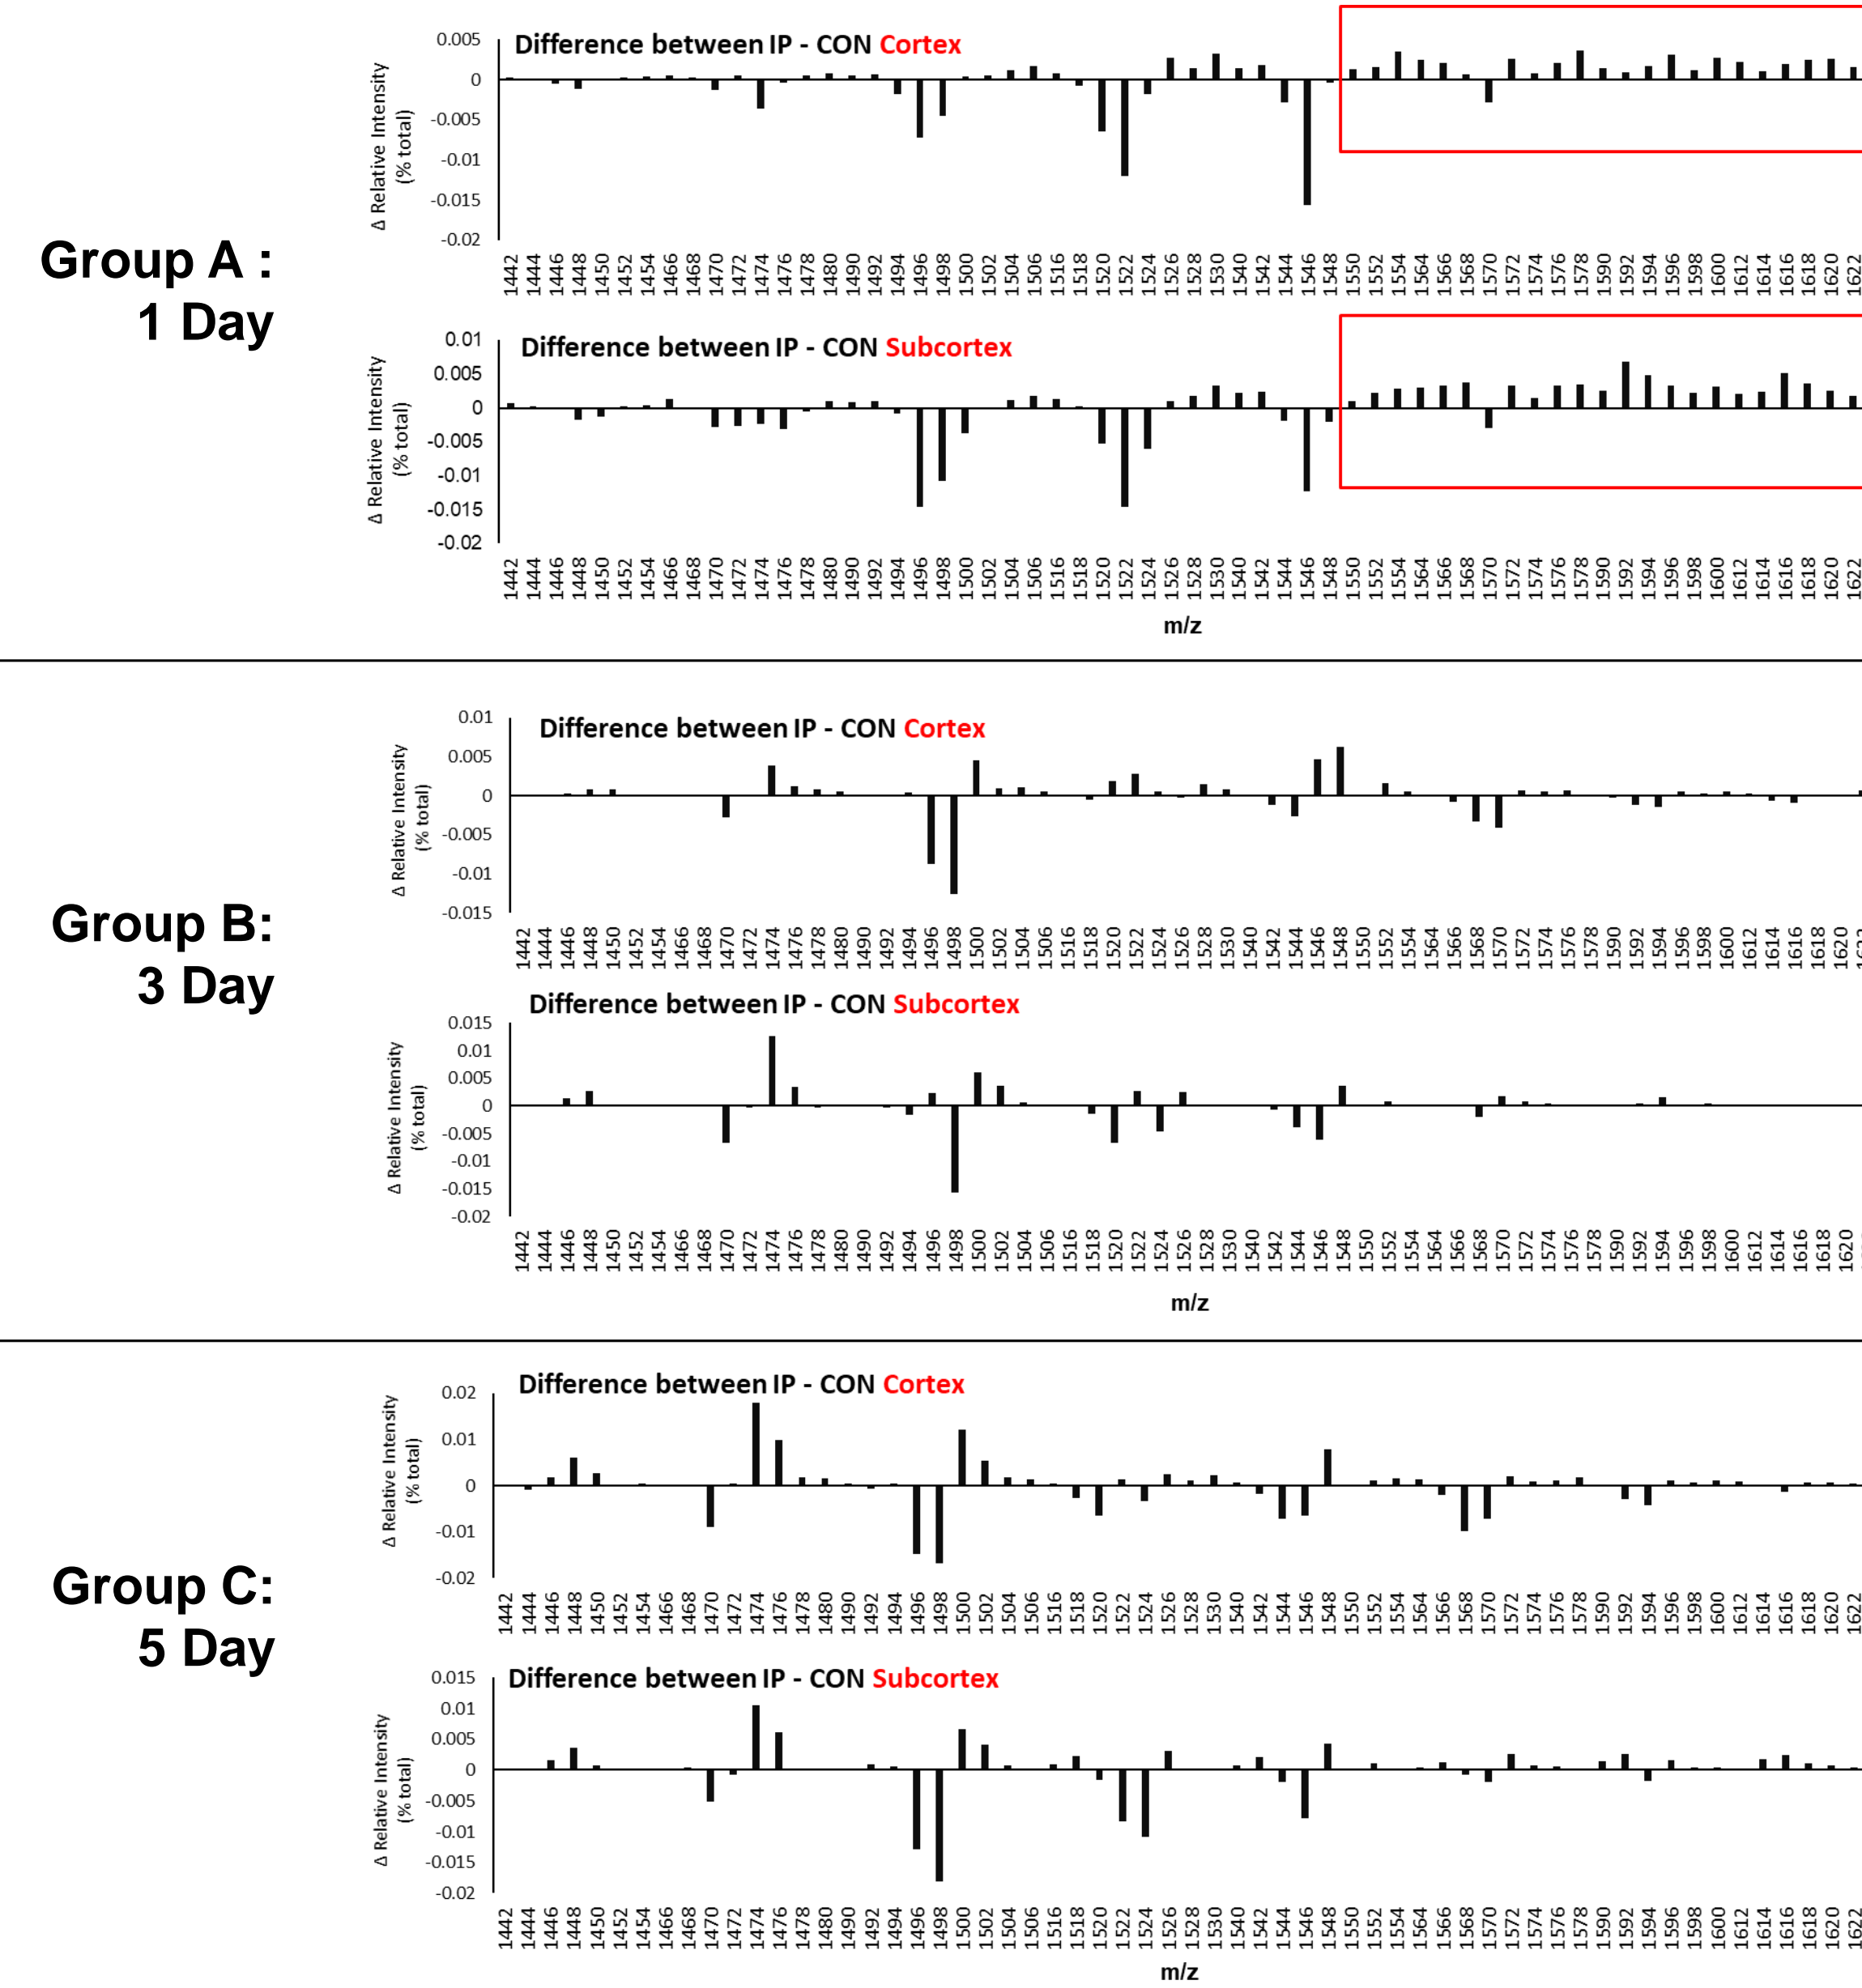 Difference between IP - CON Cortex
Δ Relative Intensity
(% total)
0.005
0
-0.005
-0.01
-0.015
-0.02
1442 1444 1446 1448 1450 1452 1454 1466 1468 1470 1472 1474 1476 1478 1480 1490 1492 1494 1496 1498 1500 1502 1504 1506 1516 1518 1520 1522 1524 1526 1528 1530 1540 1542 1544 1546 1548 1550 1552 1554 1564 1566 1568 1570 1572 1574 1576 1578 1590 1592 1594 1596 1598 1600 1612 1614 1616 1618 1620 1622
Group A :
1 Day
Difference between IP - CON Subcortex
Δ Relative Intensity
(% total)
0.01
0.005
0
-0.005
-0.01
-0.015
-0.02
1442 1444 1446 1448 1450 1452 1454 1466 1468 1470 1472 1474 1476 1478 1480 1490 1492 1494 1496 1498 1500 1502 1504 1506 1516 1518 1520 1522 1524 1526 1528 1530 1540 1542 1544 1546 1548 1550 1552 1554 1564 1566 1568 1570 1572 1574 1576 1578 1590 1592 1594 1596 1598 1600 1612 1614 1616 1618 1620 1622
m/z
Difference between IP - CON Cortex
Δ Relative Intensity
(% total)
0.01
0.005
0
-0.005
-0.01
-0.015
1442 1444 1446 1448 1450 1452 1454 1466 1468 1470 1472 1474 1476 1478 1480 1490 1492 1494 1496 1498 1500 1502 1504 1506 1516 1518 1520 1522 1524 1526 1528 1530 1540 1542 1544 1546 1548 1550 1552 1554 1564 1566 1568 1570 1572 1574 1576 1578 1590 1592 1594 1596 1598 1600 1612 1614 1616 1618 1620
Group B:
3 Day
Difference between IP - CON Subcortex
Δ Relative Intensity
(% total)
0.015
0.01
0.005
0
-0.005
-0.01
-0.015
-0.02
1442 1444 1446 1448 1450 1452 1454 1466 1468 1470 1472 1474 1476 1478 1480 1490 1492 1494 1496 1498 1500 1502 1504 1506 1516 1518 1520 1522 1524 1526 1528 1530 1540 1542 1544 1546 1548 1550 1552 1554 1564 1566 1568 1570 1572 1574 1576 1578 1590 1592 1594 1596 1598 1600 1612 1614 1616 1618 1620
m/z
Difference between IP - CON Cortex
Δ Relative Intensity
(% total)
0.02
0.01
0
-0.01
-0.02
1442 1444 1446 1448 1450 1452 1454 1466 1468 1470 1472 1474 1476 1478 1480 1490 1492 1494 1496 1498 1500 1502 1504 1506 1516 1518 1520 1522 1524 1526 1528 1530 1540 1542 1544 1546 1548 1550 1552 1554 1564 1566 1568 1570 1572 1574 1576 1578 1590 1592 1594 1596 1598 1600 1612 1614 1616 1618 1620 1622
Group C:
5 Day
Difference between IP - CON Subcortex
Δ Relative Intensity
(% total)
0.015
0.01
0.005
0
-0.005
-0.01
-0.015
-0.02
1442 1444 1446 1448 1450 1452 1454 1466 1468 1470 1472 1474 1476 1478 1480 1490 1492 1494 1496 1498 1500 1502 1504 1506 1516 1518 1520 1522 1524 1526 1528 1530 1540 1542 1544 1546 1548 1550 1552 1554 1564 1566 1568 1570 1572 1574 1576 1578 1590 1592 1594 1596 1598 1600 1612 1614 1616 1618 1620 1622
m/z